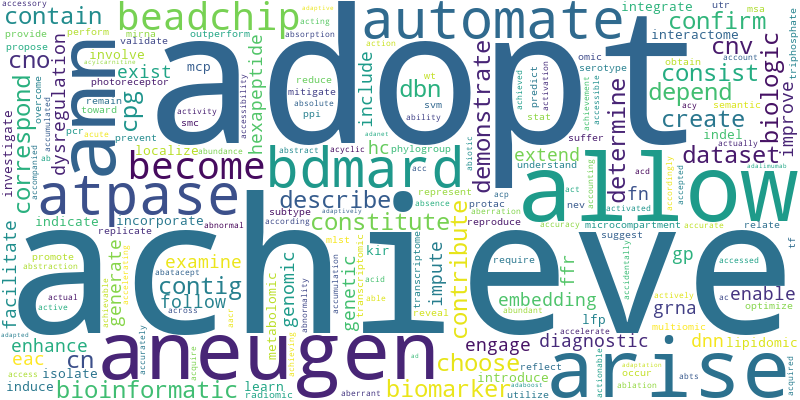 accessory
contain
beadchip
automate
integrate
utr
msa
provide
perform
mirna
acting
adaptive
confirm
propose
validate
outperform
absorption
action
interactome
triphosphate
cno
ann
adopt
involve
exist
mcp
reduce
mitigate
absolute
ppi
include
wt
dbn
svm
ability
omic
serotype
predict
activation
achieved
achievement
accessible
obtain
account
cnv
consist
depend
acy
semantic
biologic
improve
photoreceptor
hexapeptide
accessibility
dysregulation
correspond
cpg
overcome
accumulated
remain
toward
activity
smc
ab
pcr
acute
prevent
localize
abundance
abstract
acyclic
hc
phylogroup
adanet
abiotic
demonstrate
stat
suffer
create
indel
actually
determine
dataset
investigate
accompanied
become
bdmard
extend
understand
acd
accordingly
accepted
adalimumab
atpase
describe
acc
represent
absence
acp
protac
aberration
act
nev
fn
activated
accounting
allow
indicate
incorporate
abnormal
subtype
according
adaptively
constitute
reproduce
accuracy
microcompartment
accurate
suggest
relate
tf
replicate
achieve
facilitate
promote
abstraction
examine
actual
active
generate
achievable
accelerating
contig
follow
abatacept
across
accurately
metabolomic
genomic
abnormality
accumulation
acid
able
mlst
kir
genetic
transcriptomic
transcriptome
impute
reveal
contribute
require
abundant
ffr
embedding
lfp
accidentally
gp
actively
multiomic
accessed
enable
optimize
adapted
enhance
eac
access
cn
isolate
induce
aneugen
acquire
aacr
achieving
choose
engage
diagnostic
accelerate
grna
dnn
lipidomic
arise
actionable
acquired
bioinformatic
learn
radiomic
aberrant
ad
biomarker
adaboost
introduce
reflect
utilize
adaptation
occur
ablation
abts